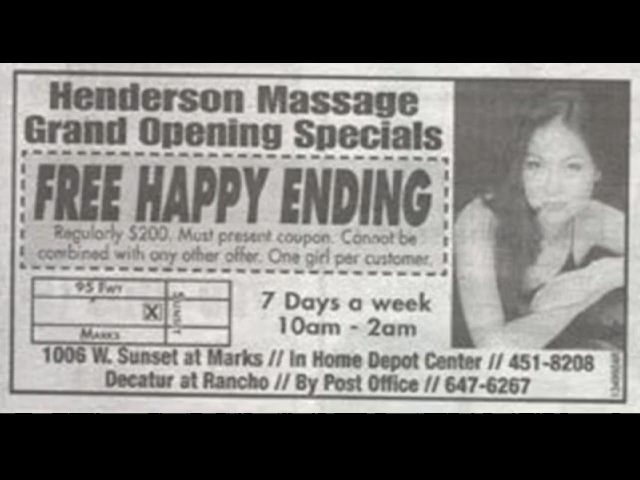 Henderson Massage
Grand Opening Specials
FREE HAPPY ENDING
Regularly $200. Must present coupon. Cannot be
combined with any other offer. One girl per customer.
95 FWY
X
SUNSET
MARKS
7 Days a week
10am - 2am
1006 W. Sunset at Marks // In Home Depot Center // 451-8208
Decatur at Rancho // By Post Office // 647-6267